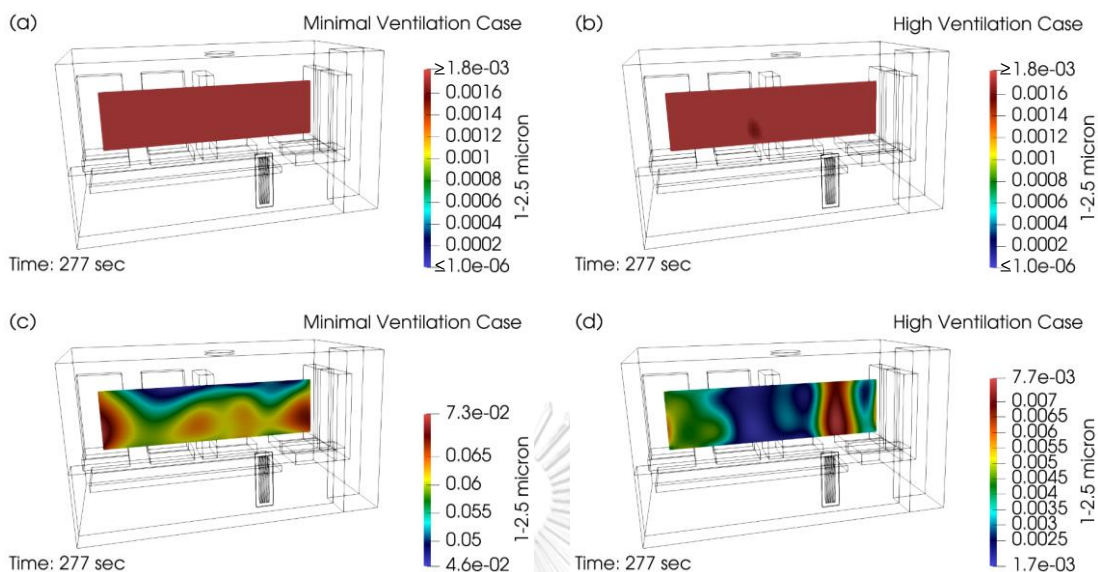 (a)
Minimal Ventilation Case
≥1.8e-03
0.0016
0.0014
0.0012
0.001
0.0008
0.0006
0.0004
0.0002
≤1.0e-06
1-2.5 micron
Time: 277 sec
(b)
High Ventilation Case
≥1.8e-03
0.0016
0.0014
0.0012
0.001
0.0008
0.0006
0.0004
0.0002
≤1.0e-06
1-2.5 micron
Time: 277 sec
(c)
Minimal Ventilation Case
7.3e-02
0.065
0.06
0.055
0.05
4.6e-02
1-2.5 micron
Time: 277 sec
(d)
High Ventilation Case
7.7e-03
0.007
0.0065
0.006
0.0055
0.005
0.0045
0.004
0.0035
0.003
0.0025
1.7e-03
1-2.5 micron
Time: 277 sec